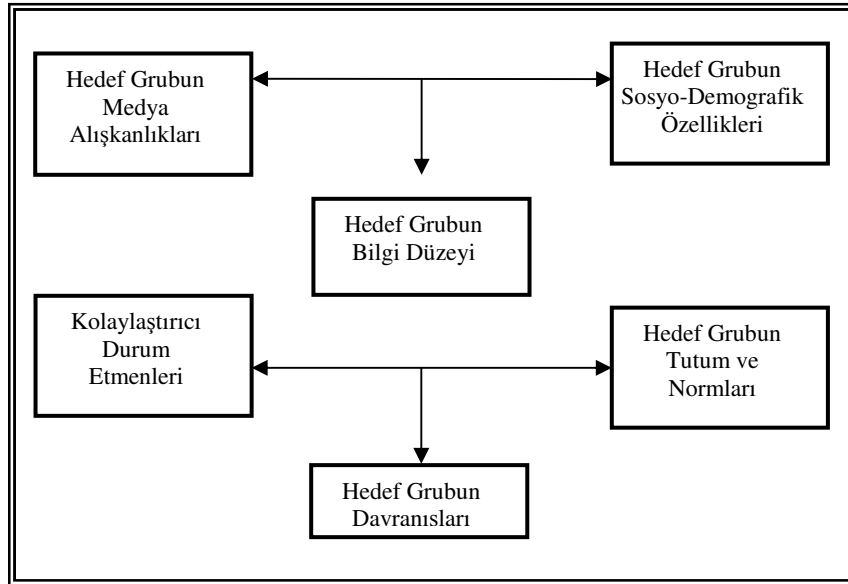 Hedef Grubun
Medya
Alışkanlıkları
Hedef Grubun
Sosyo-Demografik
Özellikleri
Hedef Grubun
Bilgi Düzeyi
Kolaylaştırıcı
Durum
Etmenleri
Hedef Grubun
Tutum ve
Normları
Hedef Grubun
Davranısları